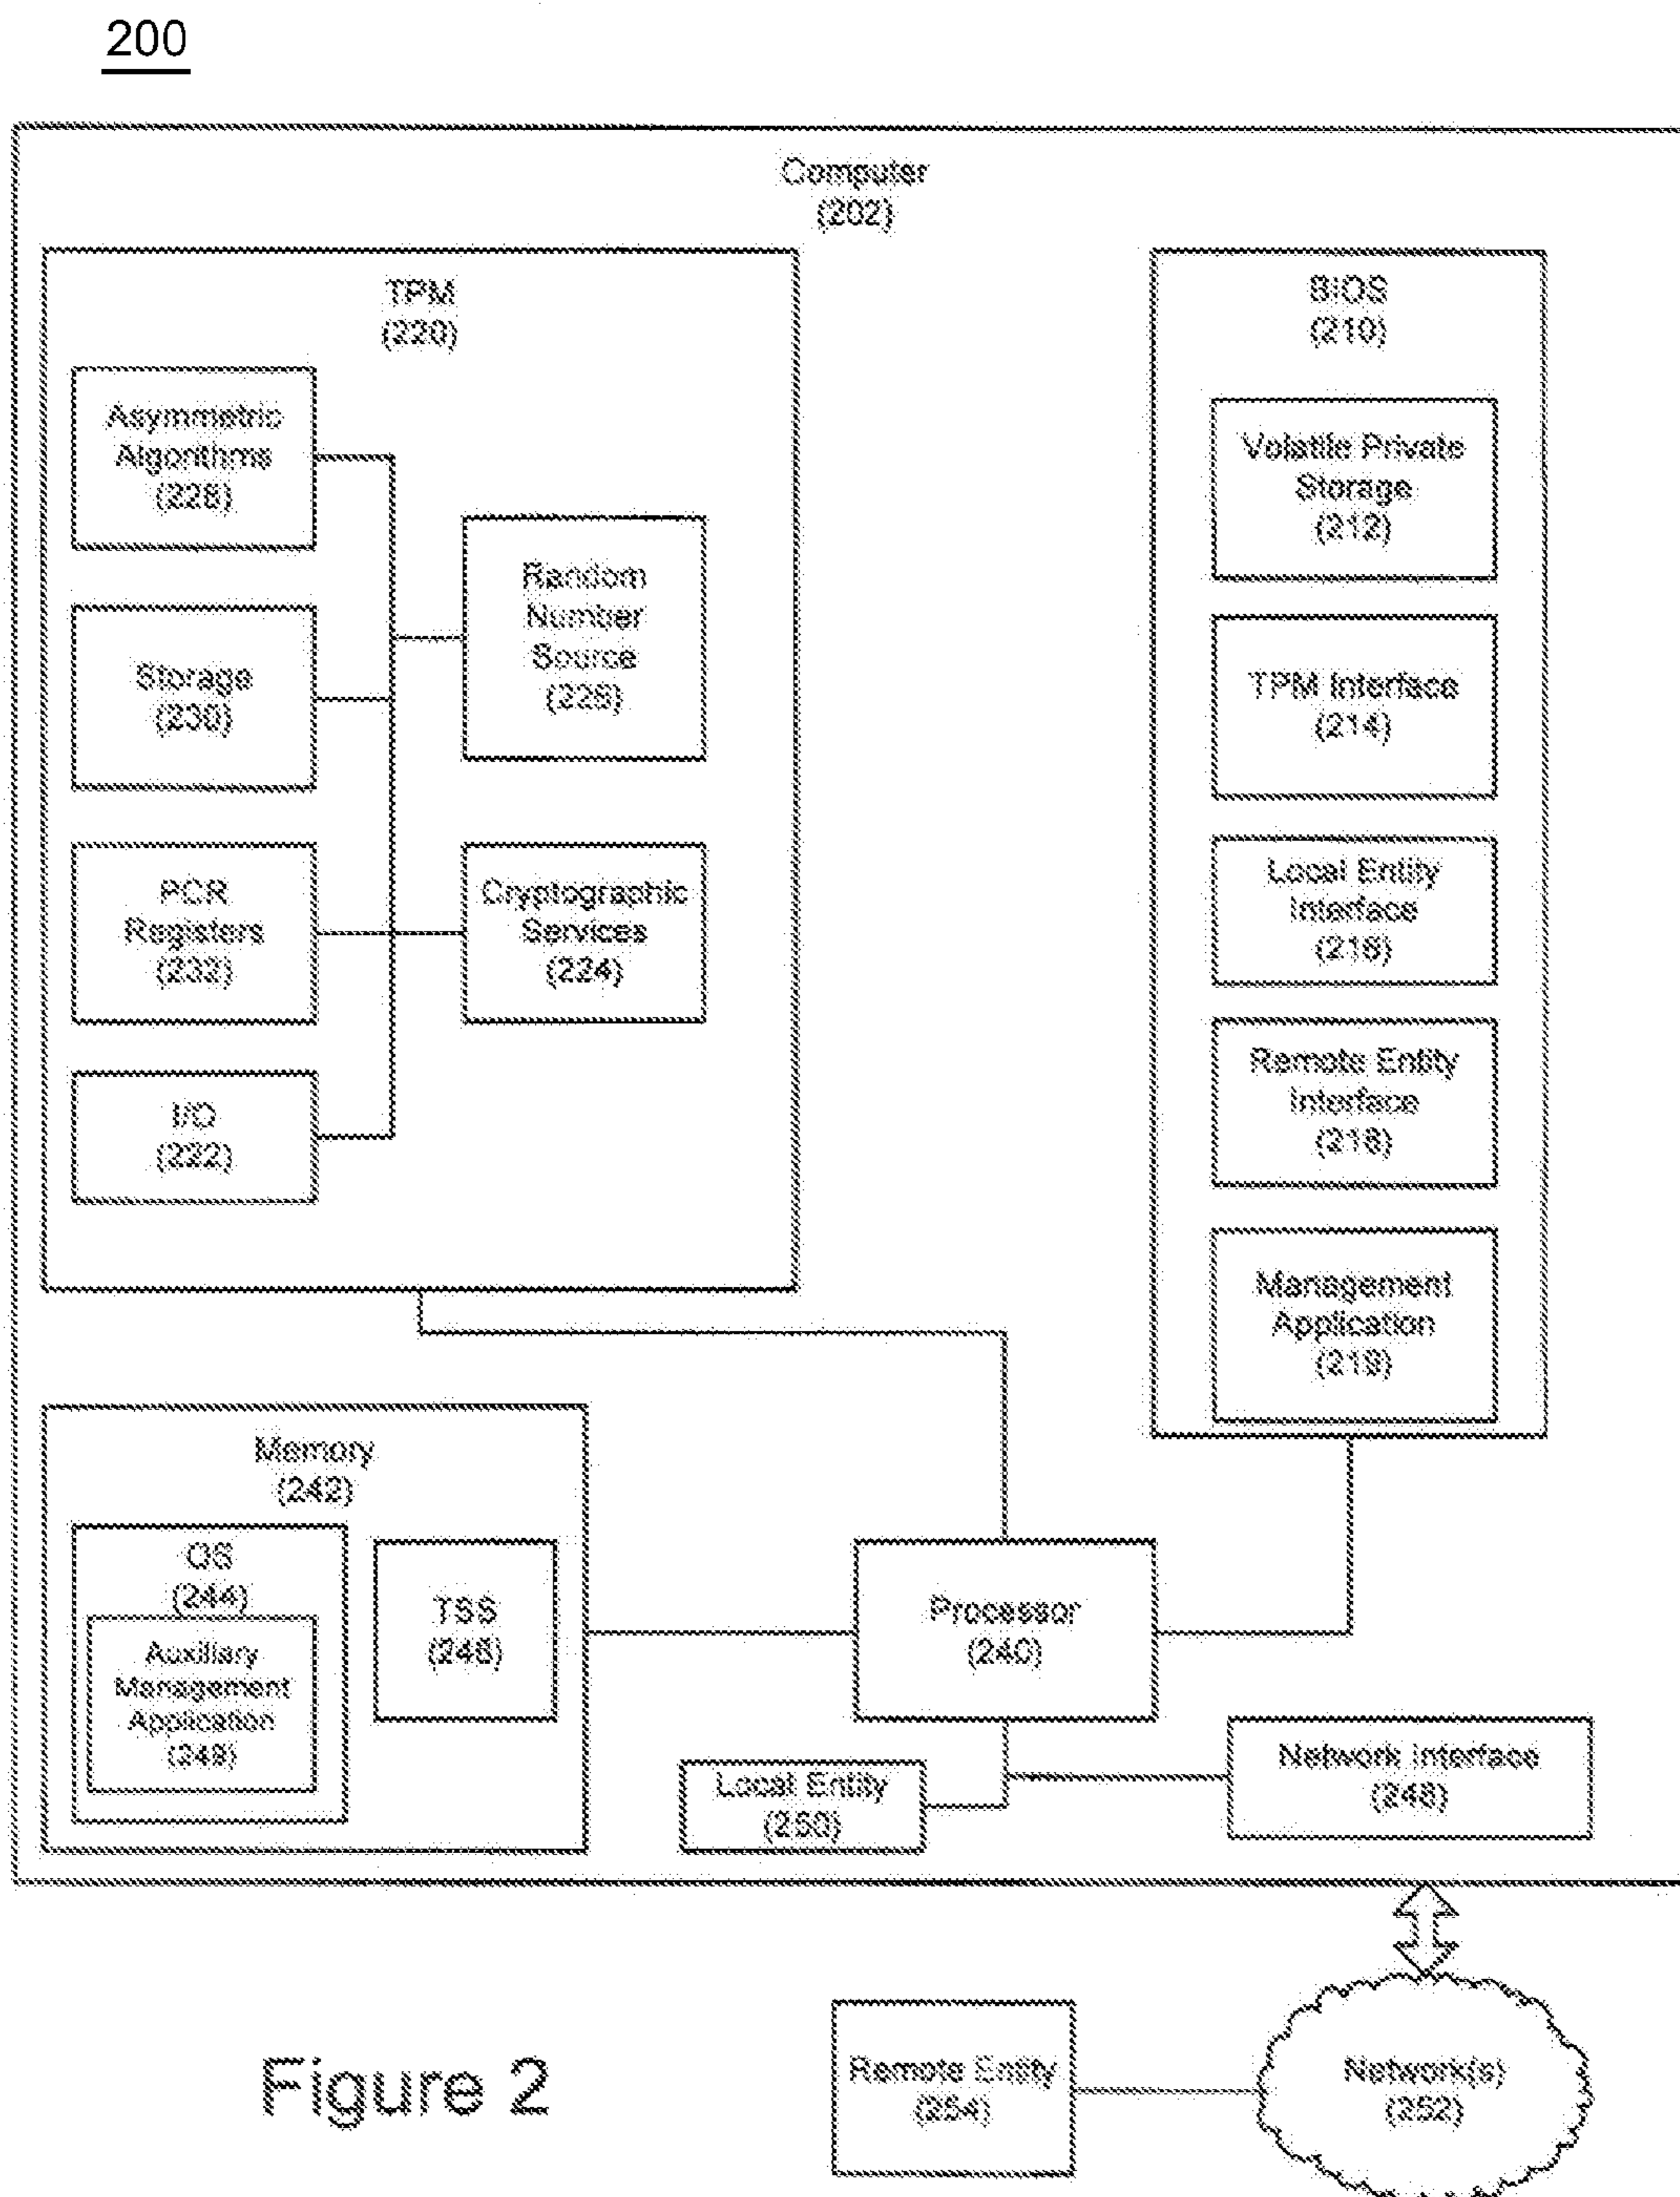 200
Computer
(202)
TPM
(220)
Asymmetric
Algorithms
(228)
Random
Number
Source
(226)
Storage
(230)
PCR
Registers
(232)
Cryptographic
Services
(224)
I/O
(222)
BIOS
(210)
Volatile Private
Storage
(212)
TPM Interface
(214)
Local Entity
Interface
(216)
Remote Entity
Interface
(218)
Management
Application
(219)
Memory
(242)
OS
(244)
Auxiliary
Management
Application
(249)
TSS
(246)
Processor
(240)
Local Entity
(250)
Network Interface
(248)
Remote Entity
(254)
Network(s)
(252)
Figure 2